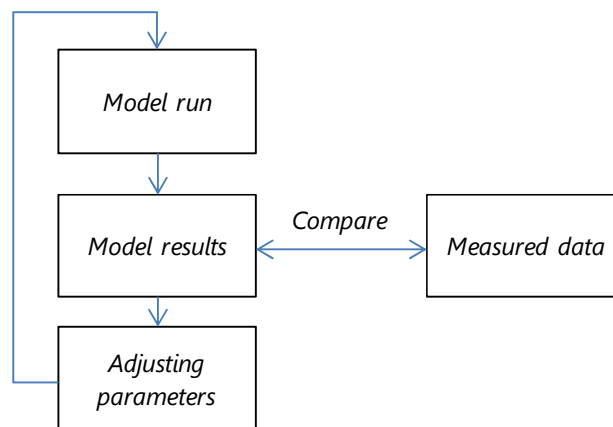 Model run
Model results
Compare
Measured data
Adjusting
parameters